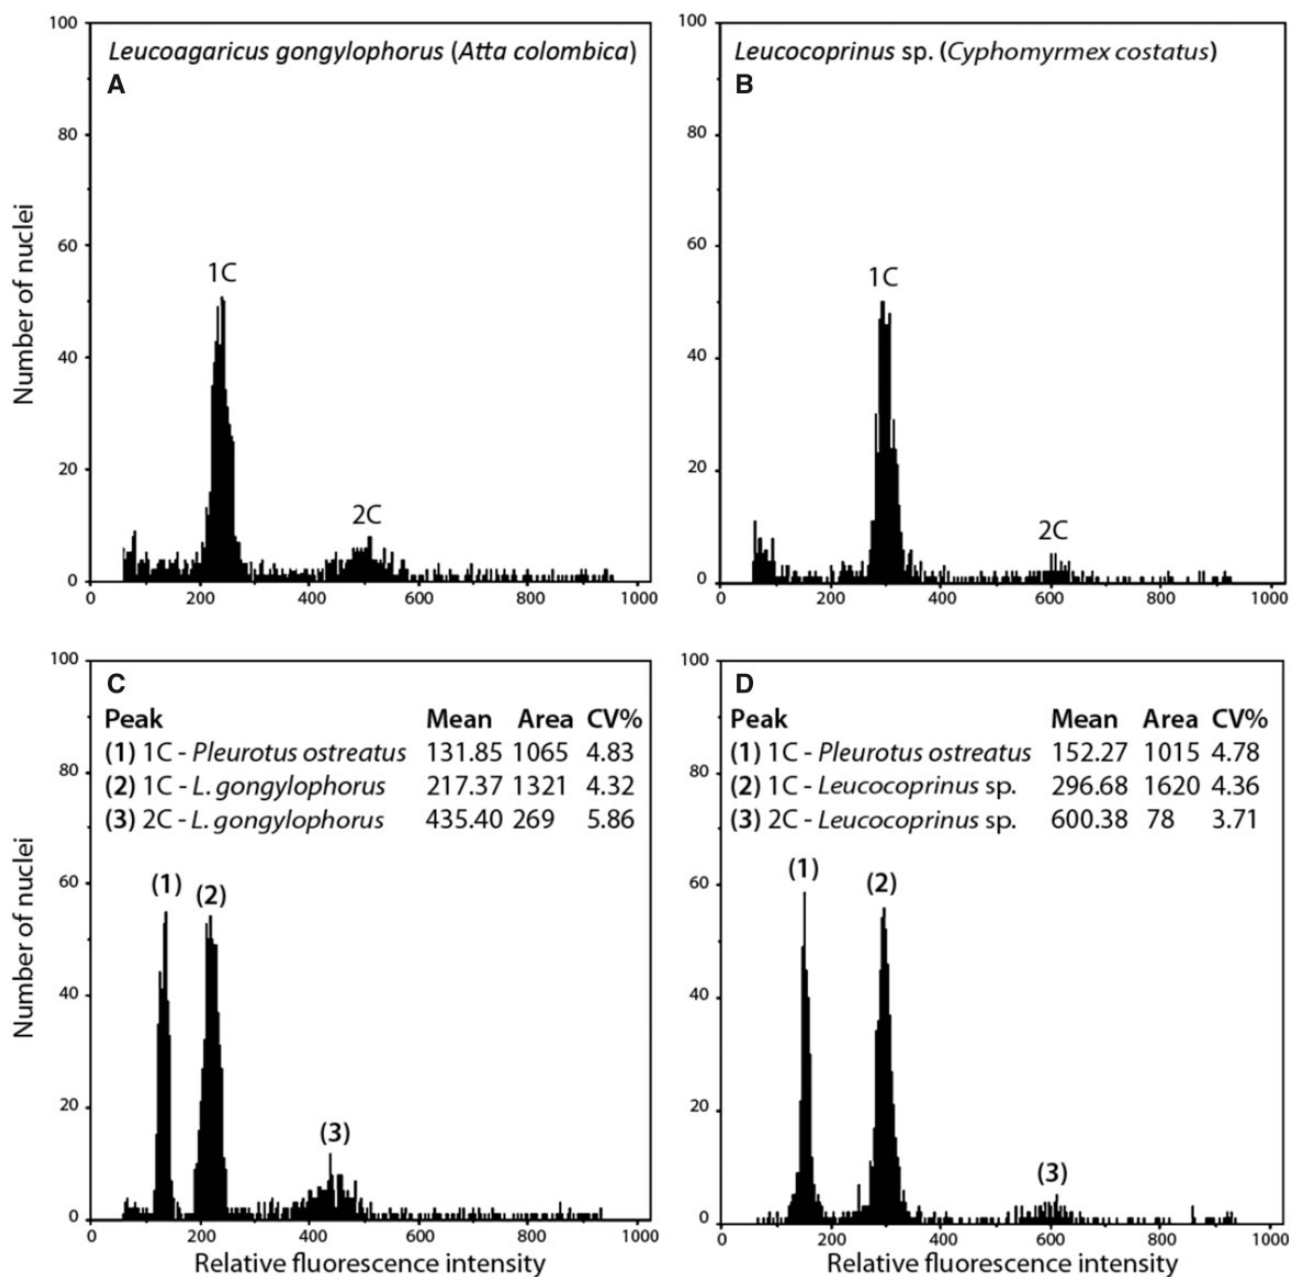 Leucoagaricus gongylophorus (Atta colombica)
A
100
80
60
40
20
0
Number of nuclei
1C
2C
0 200 400 600 800 1000
Leucocoprinus sp. (Cyphomyrmex costatus)
B
100
80
60
40
20
0
1C
2C
0 200 400 600 800 1000
C
Peak Mean Area CV%
(1) 1C - Pleurotus ostreatus 131.85 1065 4.83
(2) 1C - L. gongylophorus 217.37 1321 4.32
(3) 2C - L. gongylophorus 435.40 269 5.86
100
80
60
40
20
0
Number of nuclei
(1)
(2)
(3)
0 200 400 600 800 1000
Relative fluorescence intensity
D
Peak Mean Area CV%
(1) 1C - Pleurotus ostreatus 152.27 1015 4.78
(2) 1C - Leucocoprinus sp. 296.68 1620 4.36
(3) 2C - Leucocoprinus sp. 600.38 78 3.71
100
80
60
40
20
0
(1)
(2)
(3)
0 200 400 600 800 1000
Relative fluorescence intensity